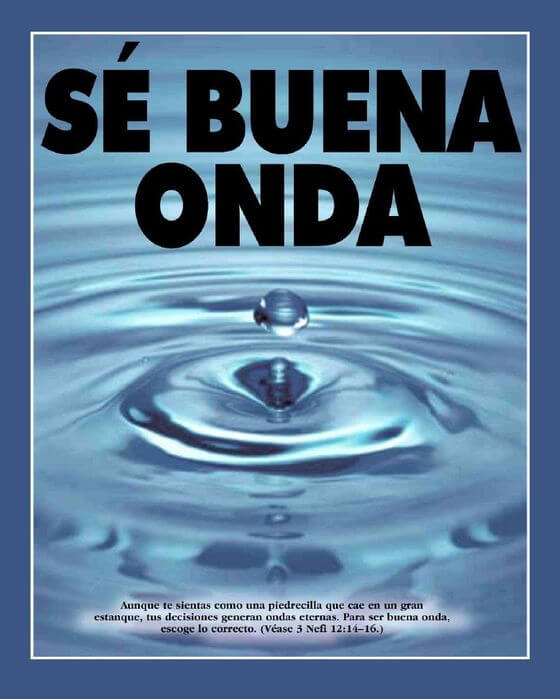 SÉ BUENA
ONDA
Aunque te sientas como una piedrecilla que cae en un gran
estanque, tus decisiones generan ondas eternas. Para ser buena onda,
escoge lo correcto. (Véase 3 Nefi 12:14–16.)